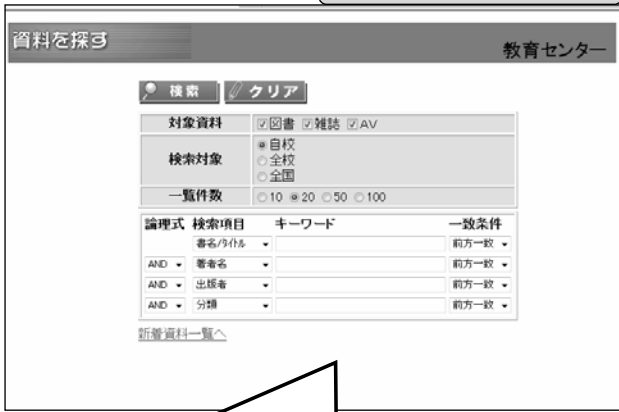 資料を探す
教育センター
検索 クリア
対象資料 図書 雑誌 AV
検索対象 自校
全校
全国
一覧件数 10 20 50 100
論理式 検索項目 キーワード 一致条件
書名/タイトル 前方一致
AND 著者名 前方一致
AND 出版者 前方一致
AND 分類 前方一致
新着資料一覧へ